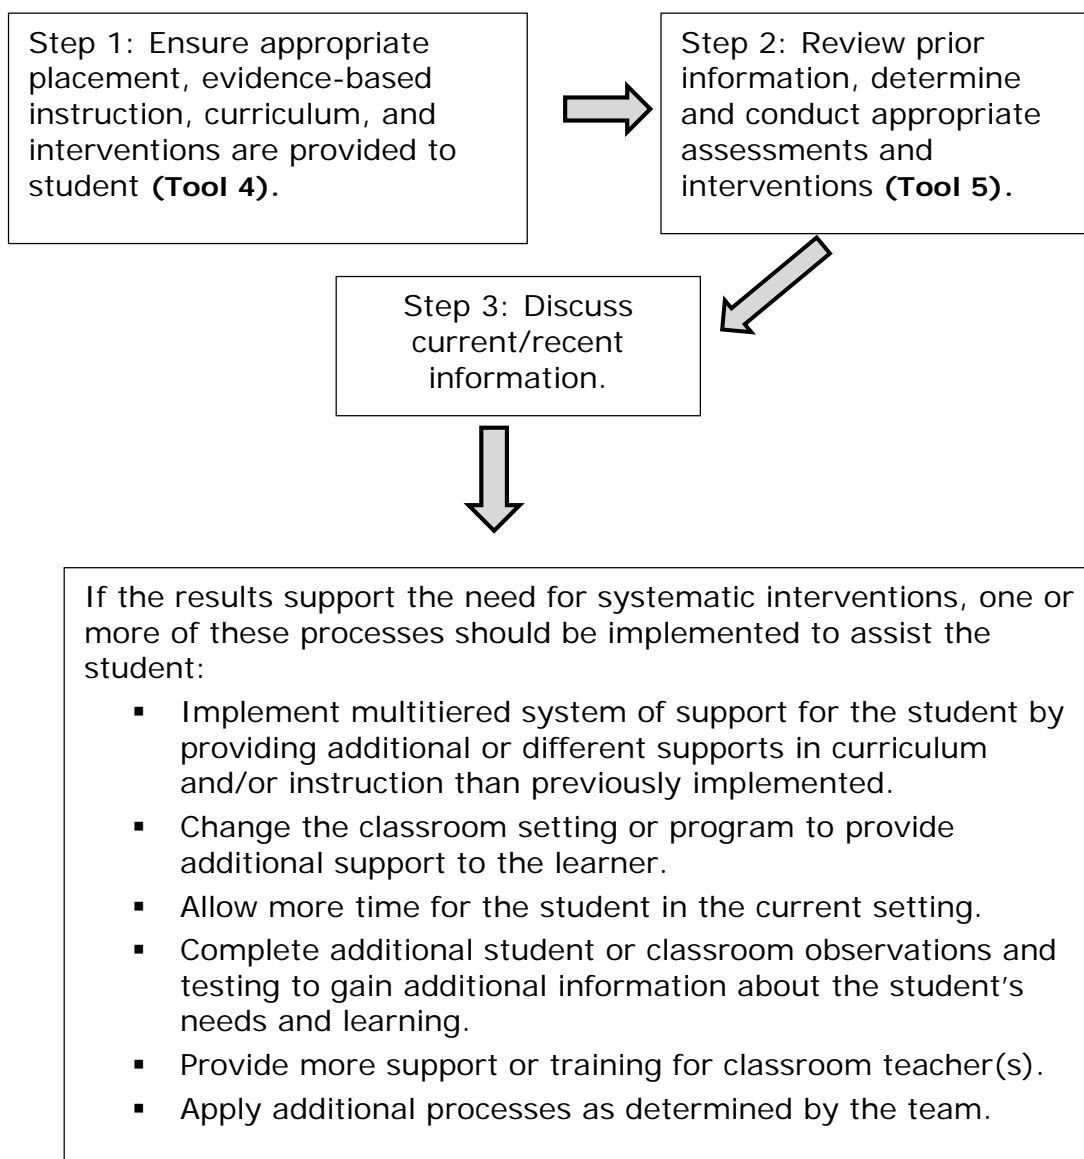 Step 1: Ensure appropriate
placement, evidence-based
instruction, curriculum, and
interventions are provided to
student (Tool 4).
Step 2: Review prior
information, determine
and conduct appropriate
assessments and
interventions (Tool 5).
Step 3: Discuss
current/recent
information.
If the results support the need for systematic interventions, one or
more of these processes should be implemented to assist the
student:
▪ Implement multitiered system of support for the student by
providing additional or different supports in curriculum
and/or instruction than previously implemented.
▪ Change the classroom setting or program to provide
additional support to the learner.
▪ Allow more time for the student in the current setting.
▪ Complete additional student or classroom observations and
testing to gain additional information about the student's
needs and learning.
▪ Provide more support or training for classroom teacher(s).
▪ Apply additional processes as determined by the team.